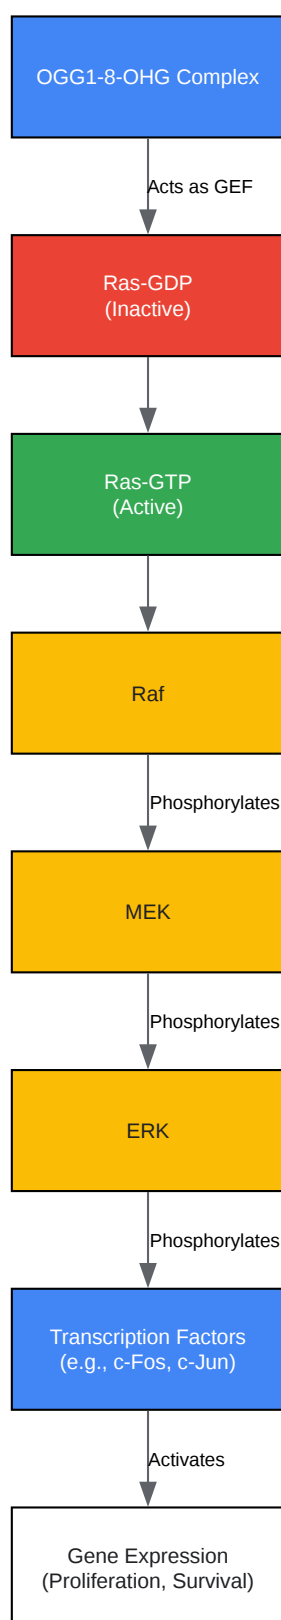 OGG1-8-OHG Complex
Acts as GEF
Ras-GDP
(Inactive)
Ras-GTP
(Active)
Raf
Phosphorylates
MEK
Phosphorylates
ERK
Phosphorylates
Transcription Factors
(e.g., c-Fos, c-Jun)
Activates
Gene Expression
(Proliferation, Survival)